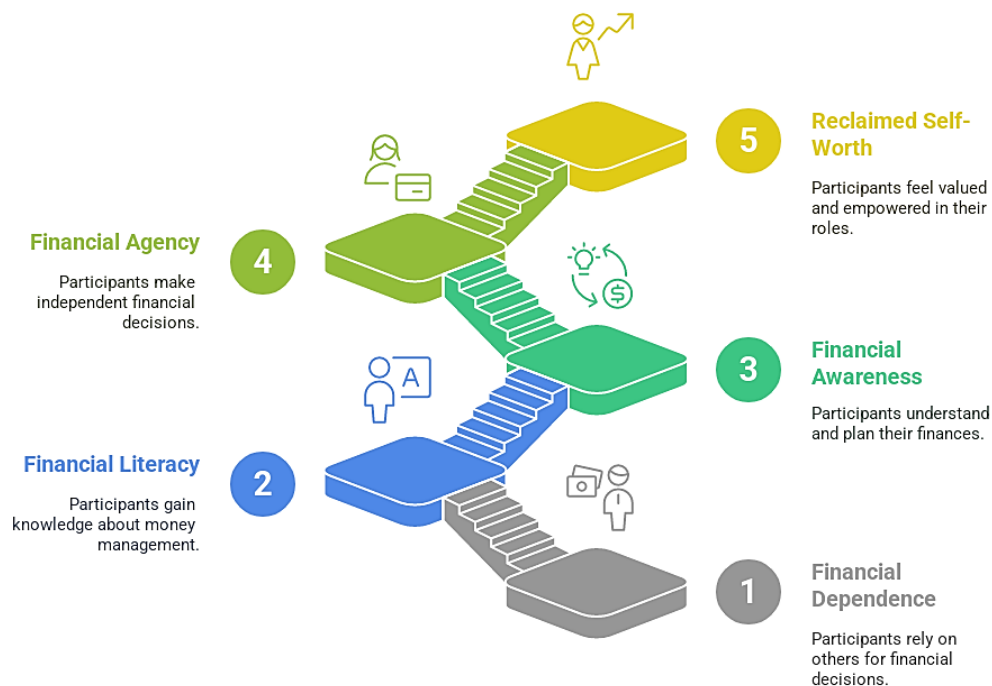 5
Reclaimed Self-
Worth
Participants feel valued
and empowered in their
roles.
Financial Agency
4
Participants make
independent financial
decisions.
3
Financial
Awareness
Participants understand
and plan their finances.
A
Financial Literacy
2
Participants gain
knowledge about money
management.
$
1
Financial
Dependence
Participants rely on
others for financial
decisions.